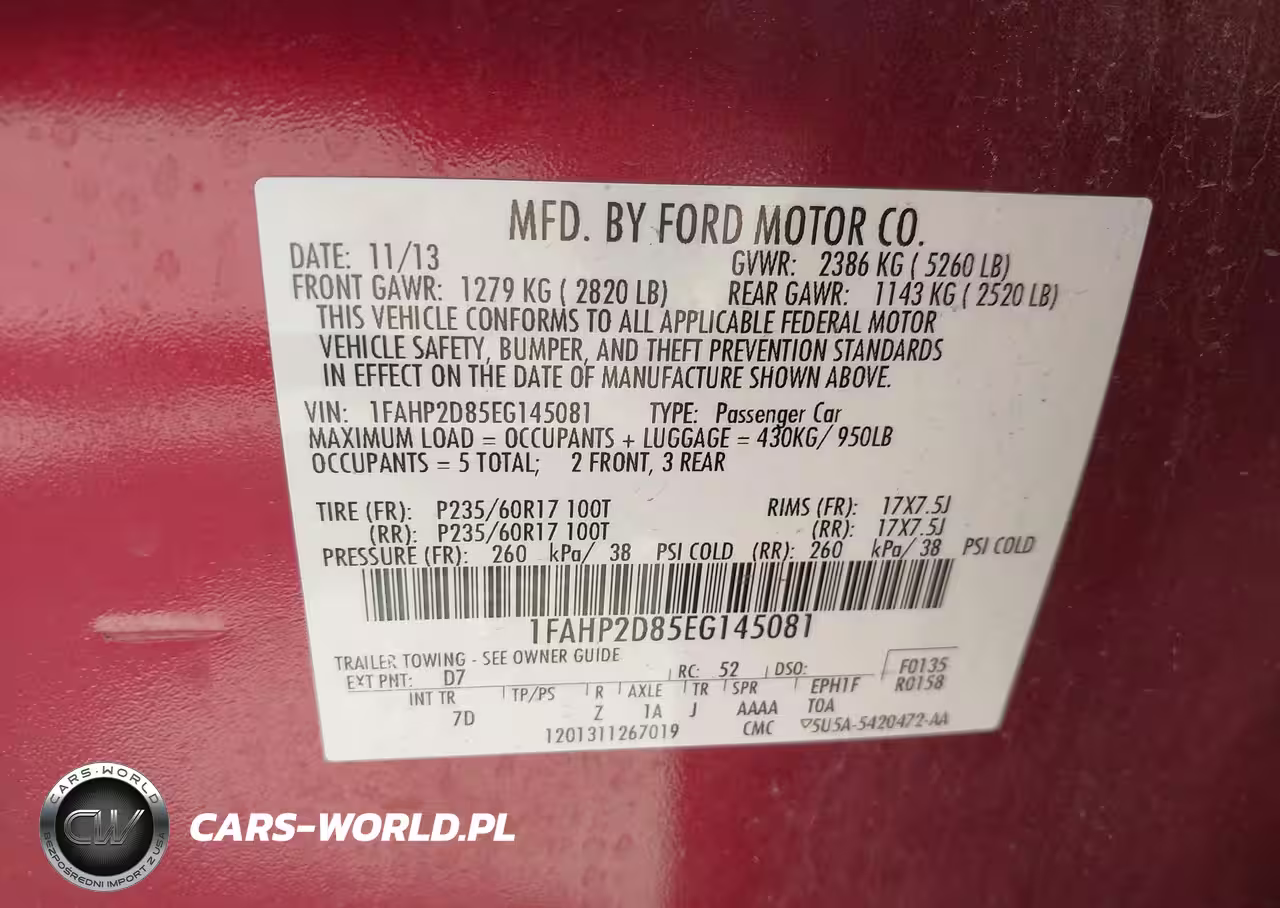 MFD. BY FORD MOTOR CO.
DATE: 11/13 GVWR: 2386 KG ( 5260 LB)
FRONT GAWR: 1279 KG ( 2820 LB) REAR GAWR: 1143 KG ( 2520 LB)
THIS VEHICLE CONFORMS TO ALL APPLICABLE FEDERAL MOTOR
VEHICLE SAFETY, BUMPER, AND THEFT PREVENTION STANDARDS
IN EFFECT ON THE DATE OF MANUFACTURE SHOWN ABOVE.
VIN: 1FAHP2D85EG145081 TYPE: Passenger Car
MAXIMUM LOAD = OCCUPANTS + LUGGAGE = 430KG/ 950LB
OCCUPANTS = 5 TOTAL; 2 FRONT, 3 REAR
TIRE (FR): P235/60R17 100T RIMS (FR): 17X7.5J
(RR): P235/60R17 100T (RR): 17X7.5J
PRESSURE (FR): 260 kPa/ 38 PSI COLD (RR): 260 kPa/ 38 PSI COLD
1FAHP2D85EG145081
TRAILER TOWING - SEE OWNER GUIDE
EXT PNT: D7 RC: 52 DSO: F0135
INT TR TP/PS R AXLE TR SPR EPH1F R0158
7D Z 1A J AAAA T0A
1201311267019 CMC ▽5U5A-5420472-AA
CARS-WORLD
CW
BEZPOŚREDNI IMPORT Z USA
CARS-WORLD.PL